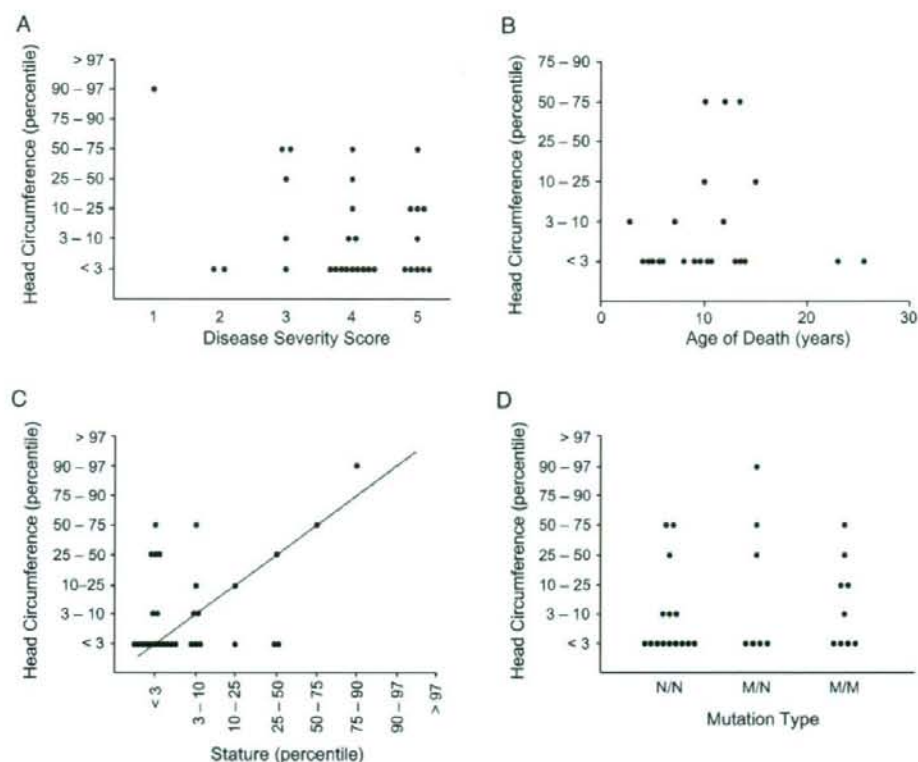 A
Head Circumference (percentile)
> 97
90 – 97
75 – 90
50 – 75
25 – 50
10 – 25
3 – 10
< 3
1 2 3 4 5
Disease Severity Score
B
Head Circumference (percentile)
75 – 90
50 – 75
25 – 50
10 – 25
3 – 10
< 3
0 10 20 30
Age of Death (years)
C
Head Circumference (percentile)
> 97
90 – 97
75 – 90
50 – 75
25 – 50
10 – 25
3 – 10
< 3
< 3
3 – 10
10 – 25
25 – 50
50 – 75
75 – 90
90 – 97
> 97
Stature (percentile)
D
Head Circumference (percentile)
> 97
90 – 97
75 – 90
50 – 75
25 – 50
10 – 25
3 – 10
< 3
N/N M/N M/M
Mutation Type